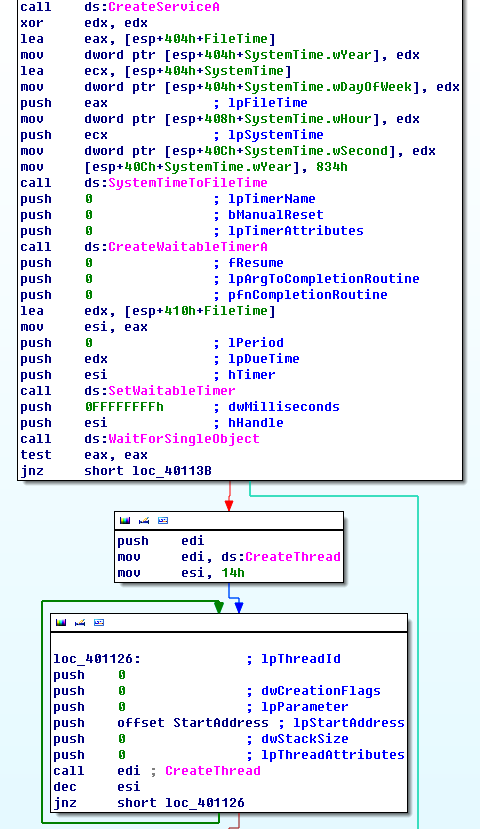 call ds:CreateServiceA
xor edx, edx
lea eax, [esp+404h+FileTime]
mov dword ptr [esp+404h+SystemTime.wYear], edx
lea ecx, [esp+404h+SystemTime]
mov dword ptr [esp+404h+SystemTime.wDayOfWeek], edx
push eax ; lpFileTime
mov dword ptr [esp+408h+SystemTime.wHour], edx
push ecx ; lpSystemTime
mov dword ptr [esp+40Ch+SystemTime.wSecond], edx
mov [esp+40Ch+SystemTime.wYear], 834h
call ds:SystemTimeToFileTime
push 0 ; lpTimerName
push 0 ; bManualReset
push 0 ; lpTimerAttributes
call ds:CreateWaitableTimerA
push 0 ; fResume
push 0 ; lpArgToCompletionRoutine
push 0 ; pfnCompletionRoutine
lea edx, [esp+410h+FileTime]
mov esi, eax
push 0 ; lPeriod
push edx ; lpDueTime
push esi ; hTimer
call ds:SetWaitableTimer
push 0FFFFFFFFh ; dwMilliseconds
push esi ; hHandle
call ds:WaitForSingleObject
test eax, eax
jnz short loc_40113B
push edi
mov edi, ds:CreateThread
mov esi, 14h
loc_401126: ; lpThreadId
push 0
push 0 ; dwCreationFlags
push 0 ; lpParameter
push offset StartAddress ; lpStartAddress
push 0 ; dwStackSize
push 0 ; lpThreadAttributes
call edi ; CreateThread
dec esi
jnz short loc_401126